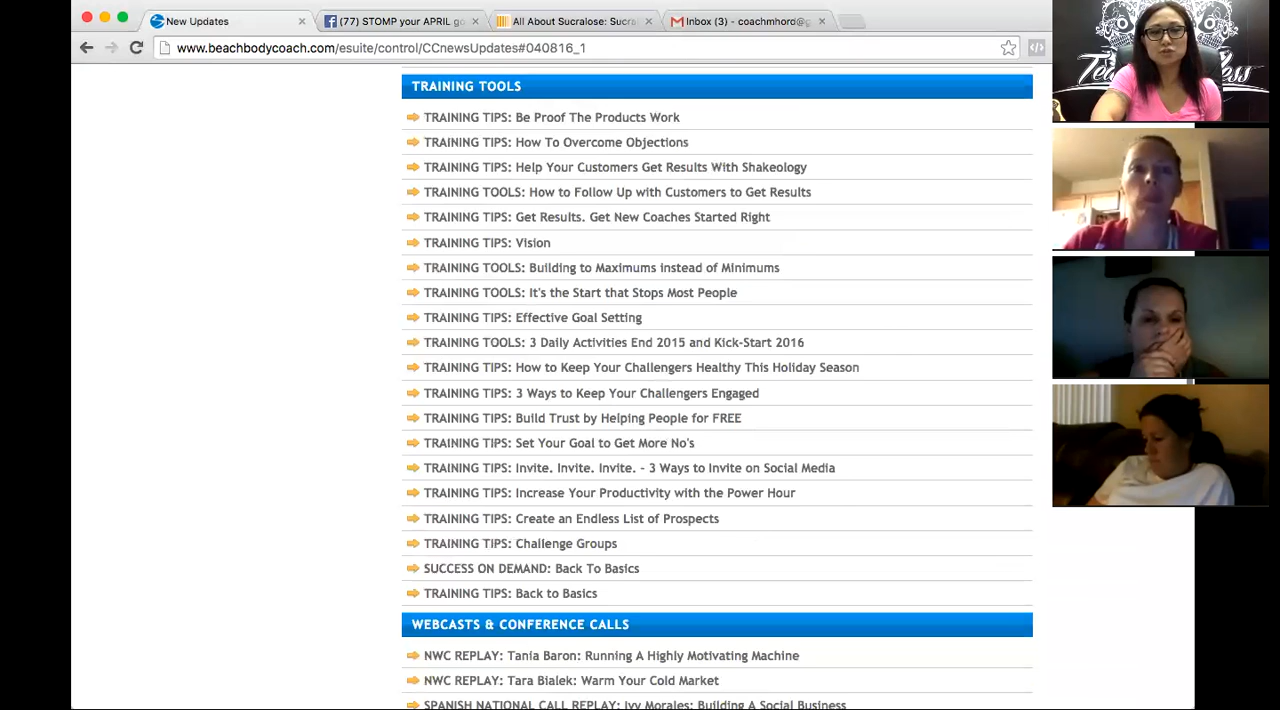 New Updates
(77) STOMP your APRIL go
All About Sucralose: Sucr
Inbox (3) - coachmhoro@g
www.beachbodycoach.com/esuite/control/CCnewsUpdates#040816_1
TRAINING TOOLS
TRAINING TIPS: Be Proof The Products Work
TRAINING TIPS: How To Overcome Objections
TRAINING TIPS: Help Your Customers Get Results With Shakeology
TRAINING TOOLS: How to Follow Up with Customers to Get Results
TRAINING TIPS: Get Results. Get New Coaches Started Right
TRAINING TIPS: Vision
TRAINING TOOLS: Building to Maximums instead of Minimums
TRAINING TOOLS: It's the Start that Stops Most People
TRAINING TIPS: Effective Goal Setting
TRAINING TOOLS: 3 Daily Activities End 2015 and Kick-Start 2016
TRAINING TIPS: How to Keep Your Challengers Healthy This Holiday Season
TRAINING TIPS: 3 Ways to Keep Your Challengers Engaged
TRAINING TIPS: Build Trust by Helping People for FREE
TRAINING TIPS: Set Your Goal to Get More No's
TRAINING TIPS: Invite. Invite. Invite. - 3 Ways to Invite on Social Media
TRAINING TIPS: Increase Your Productivity with the Power Hour
TRAINING TIPS: Create an Endless List of Prospects
TRAINING TIPS: Challenge Groups
SUCCESS ON DEMAND: Back To Basics
TRAINING TIPS: Back to Basics
WEBCASTS & CONFERENCE CALLS
NWC REPLAY: Tania Baron: Running A Highly Motivating Machine
NWC REPLAY: Tara Bialek: Warm Your Cold Market
SPANISH NATIONAL CALL REPLAY: Ivy Morales: Building A Social Business